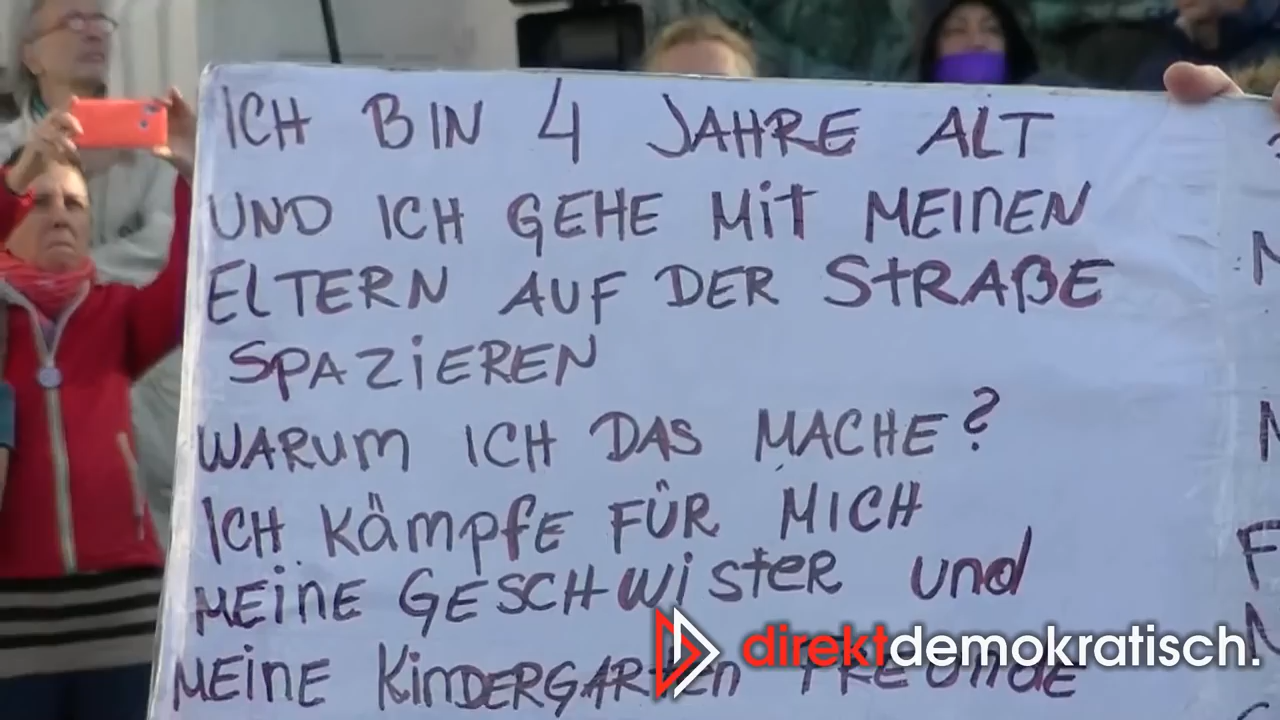 ICH BIN 4 JAHRE ALT
UND ICH GEHE MIT MEINEN
ELTERN AUF DER STRAßE
SPAZIEREN
WARUM ICH DAS MACHE?
ICH KÄMPFE FÜR MICH
MEINE GESCHWISTER und
MEINE KINDERGARTEN FREUNDE
direktdemokratisch.